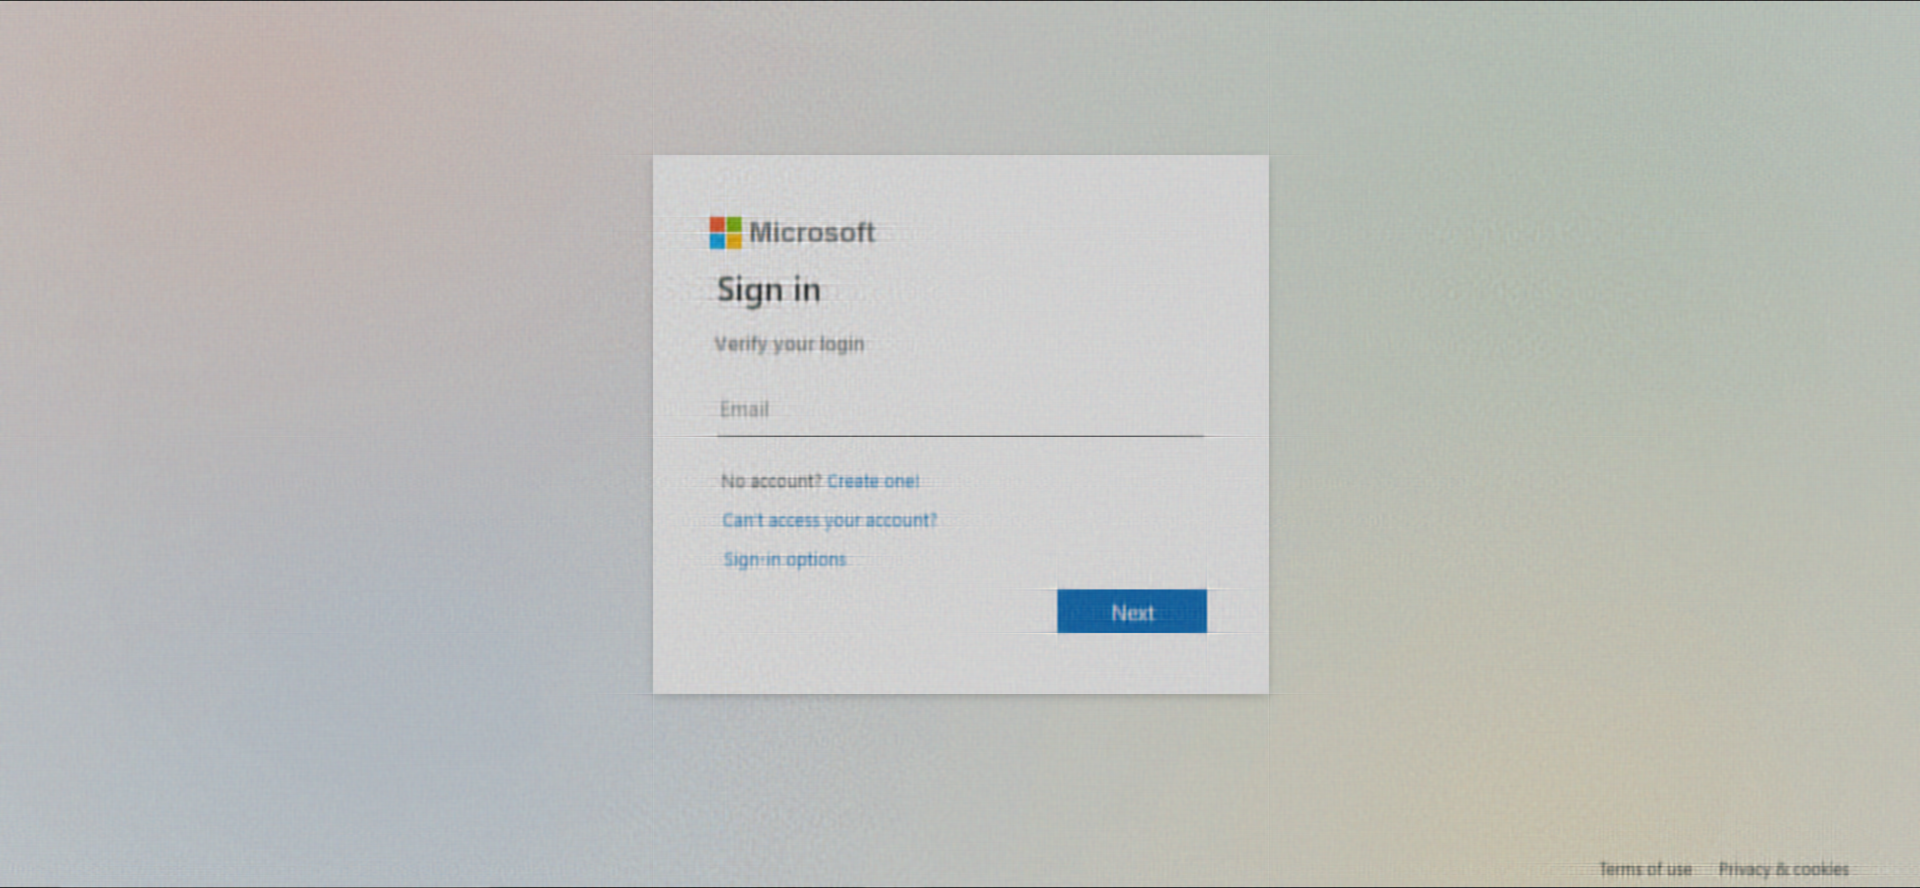 Microsoft
Sign in
Verify your login
Email
No account? Create one!
Can't access your account?
Sign-in options
Next
Terms of use Privacy & cookies